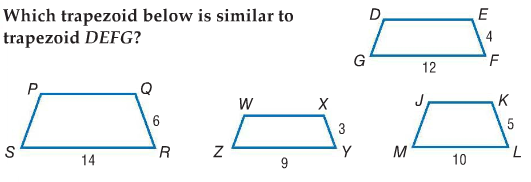 Which trapezoid below is similar to
trapezoid DEFG?
D E
4
G F
12
P Q
6
S R
14
W X
3
Z Y
9
J K
5
M L
10